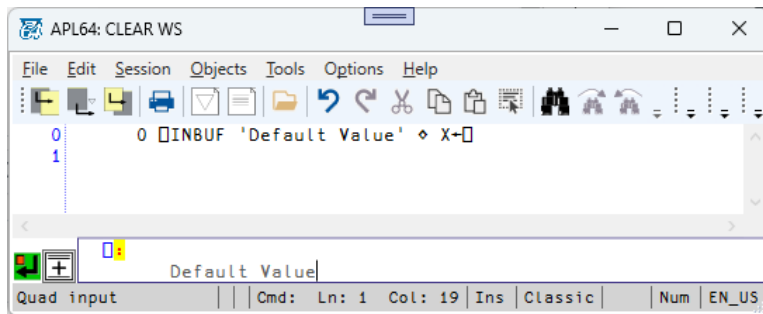 APL64: CLEAR WS
File Edit Session Objects Tools Options Help
0 0 ⎕INBUF 'Default Value' ⋄ X←⎕
1
⎕:
Default Value
Quad input Cmd: Ln: 1 Col: 19 Ins Classic Num EN_US